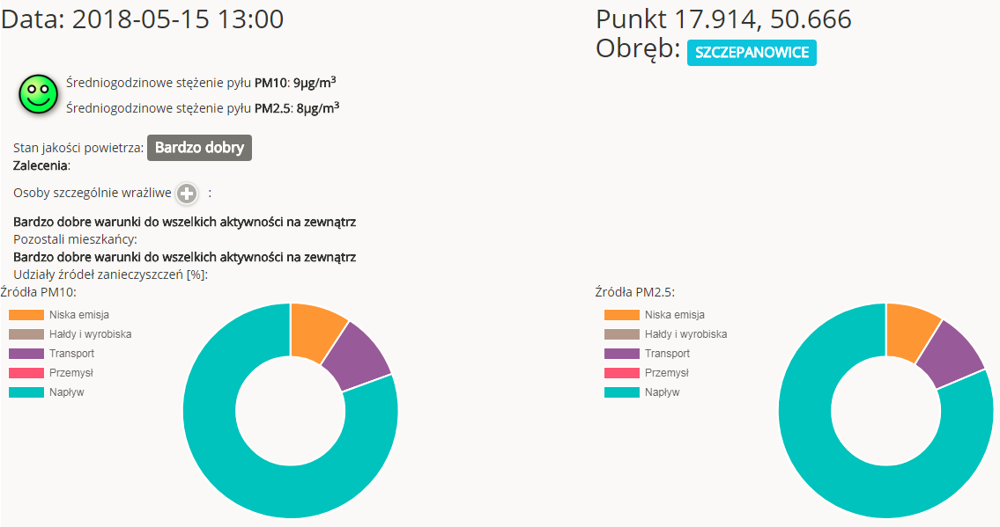 Data: 2018-05-15 13:00
Punkt 17.914, 50.666
Obręb: SZCZEPANOWICE
Średniogodzinowe stężenie pyłu PM10: 9µg/m³
Średniogodzinowe stężenie pyłu PM2.5: 8µg/m³
Stan jakości powietrza: Bardzo dobry
Zalecenia:
Osoby szczególnie wrażliwe :
Bardzo dobre warunki do wszelkich aktywności na zewnątrz
Pozostali mieszkańcy:
Bardzo dobre warunki do wszelkich aktywności na zewnątrz
Udziały źródeł zanieczyszczeń [%]:
Źródła PM10:
Niska emisja
Hałdy i wyrobiska
Transport
Przemysł
Napływ
Źródła PM2.5:
Niska emisja
Hałdy i wyrobiska
Transport
Przemysł
Napływ